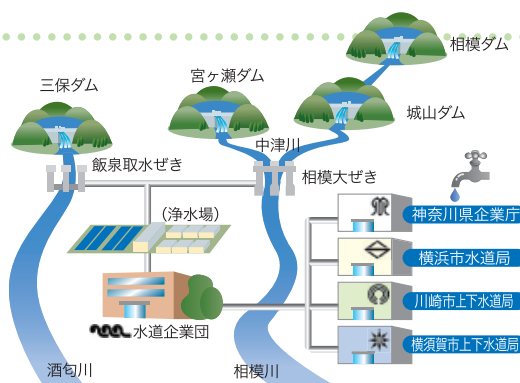 相模ダム
宮ヶ瀬ダム
三保ダム
城山ダム
中津川
飯泉取水ぜき
相模大ぜき
(浄水場)
神奈川県企業庁
横浜市水道局
川崎市上下水道局
水道企業団
横須賀市上下水道局
酒匂川
相模川